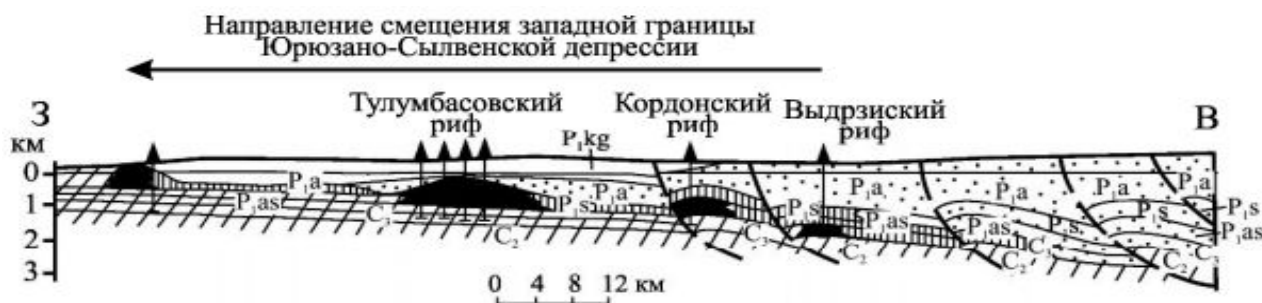 Направление смещения западной границы
Юрюзано-Сылвенской депрессии
З
Тулумбасовский
риф
Кордонский
риф
Выдрзиский
риф
В
км
P₁kg
0
1
2
3
P₁a
P₁as
C₃
C₂
P₁a
P₁s
C₃
C₂
P₁s
P₁a
P₁as
C₃
C₂
P₁a
P₁s
P₁a
P₁s
P₁as
C₂
C₃
0 4 8 12 км